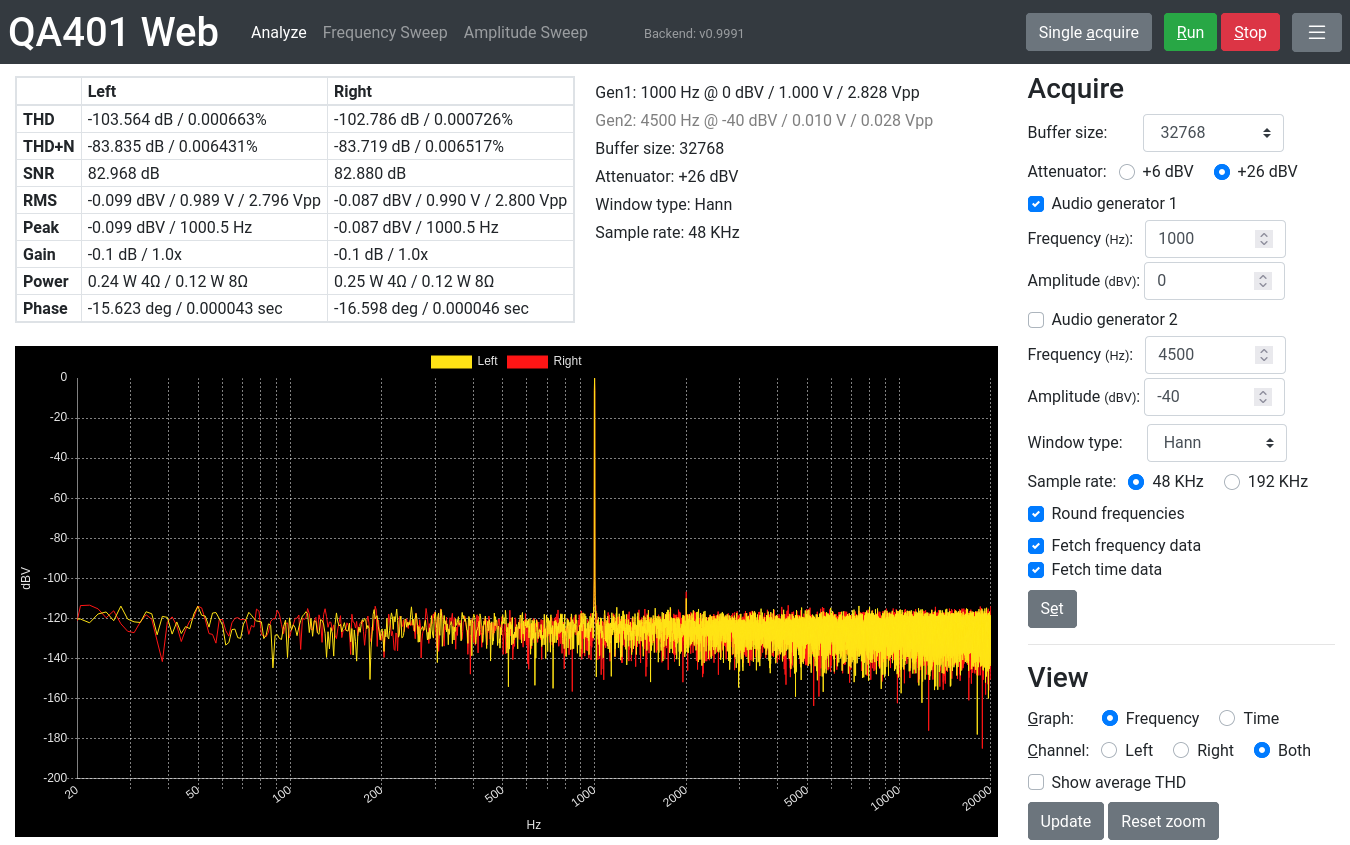 QA401 Web Analyze Frequency Sweep Amplitude Sweep Backend: v0.9991 Single acquire Run Stop
Left Right
THD -103.564 dB / 0.000663% -102.786 dB / 0.000726%
THD+N -83.835 dB / 0.006431% -83.719 dB / 0.006517%
SNR 82.968 dB 82.880 dB
RMS -0.099 dBV / 0.989 V / 2.796 Vpp -0.087 dBV / 0.990 V / 2.800 Vpp
Peak -0.099 dBV / 1000.5 Hz -0.087 dBV / 1000.5 Hz
Gain -0.1 dB / 1.0x -0.1 dB / 1.0x
Power 0.24 W 4Ω / 0.12 W 8Ω 0.25 W 4Ω / 0.12 W 8Ω
Phase -15.623 deg / 0.000043 sec -16.598 deg / 0.000046 sec
Gen1: 1000 Hz @ 0 dBV / 1.000 V / 2.828 Vpp
Gen2: 4500 Hz @ -40 dBV / 0.010 V / 0.028 Vpp
Buffer size: 32768
Attenuator: +26 dBV
Window type: Hann
Sample rate: 48 KHz
Left Right
0
-20
-40
-60
-80
-100
-120
-140
-160
-180
-200
dBV
20 50 100 200 500 1000 2000 5000 10000 20000
Hz
Acquire
Buffer size: 32768
Attenuator: +6 dBV +26 dBV
Audio generator 1
Frequency (Hz): 1000
Amplitude (dBV): 0
Audio generator 2
Frequency (Hz): 4500
Amplitude (dBV): -40
Window type: Hann
Sample rate: 48 KHz 192 KHz
Round frequencies
Fetch frequency data
Fetch time data
Set
View
Graph: Frequency Time
Channel: Left Right Both
Show average THD
Update Reset zoom